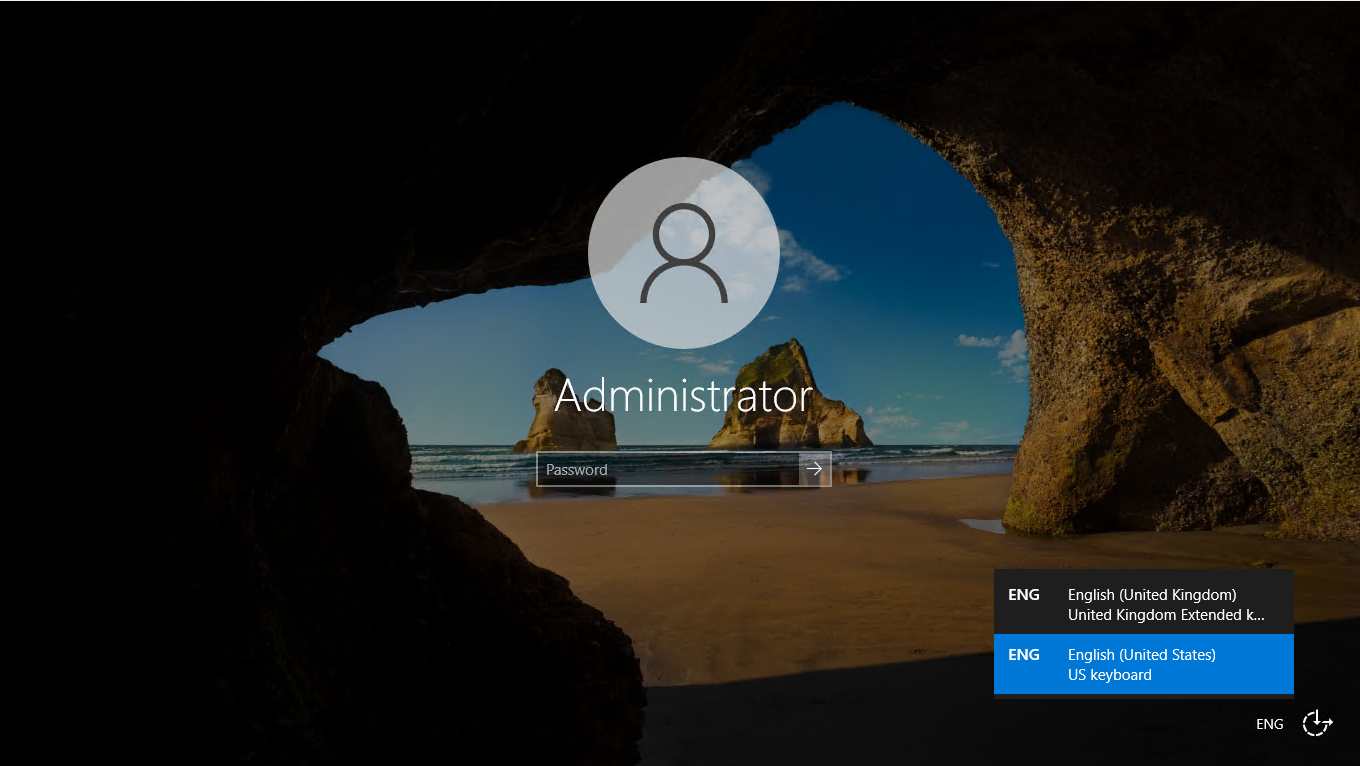 Administrator
Password
ENG English (United Kingdom)
United Kingdom Extended k...
ENG English (United States)
US keyboard
ENG